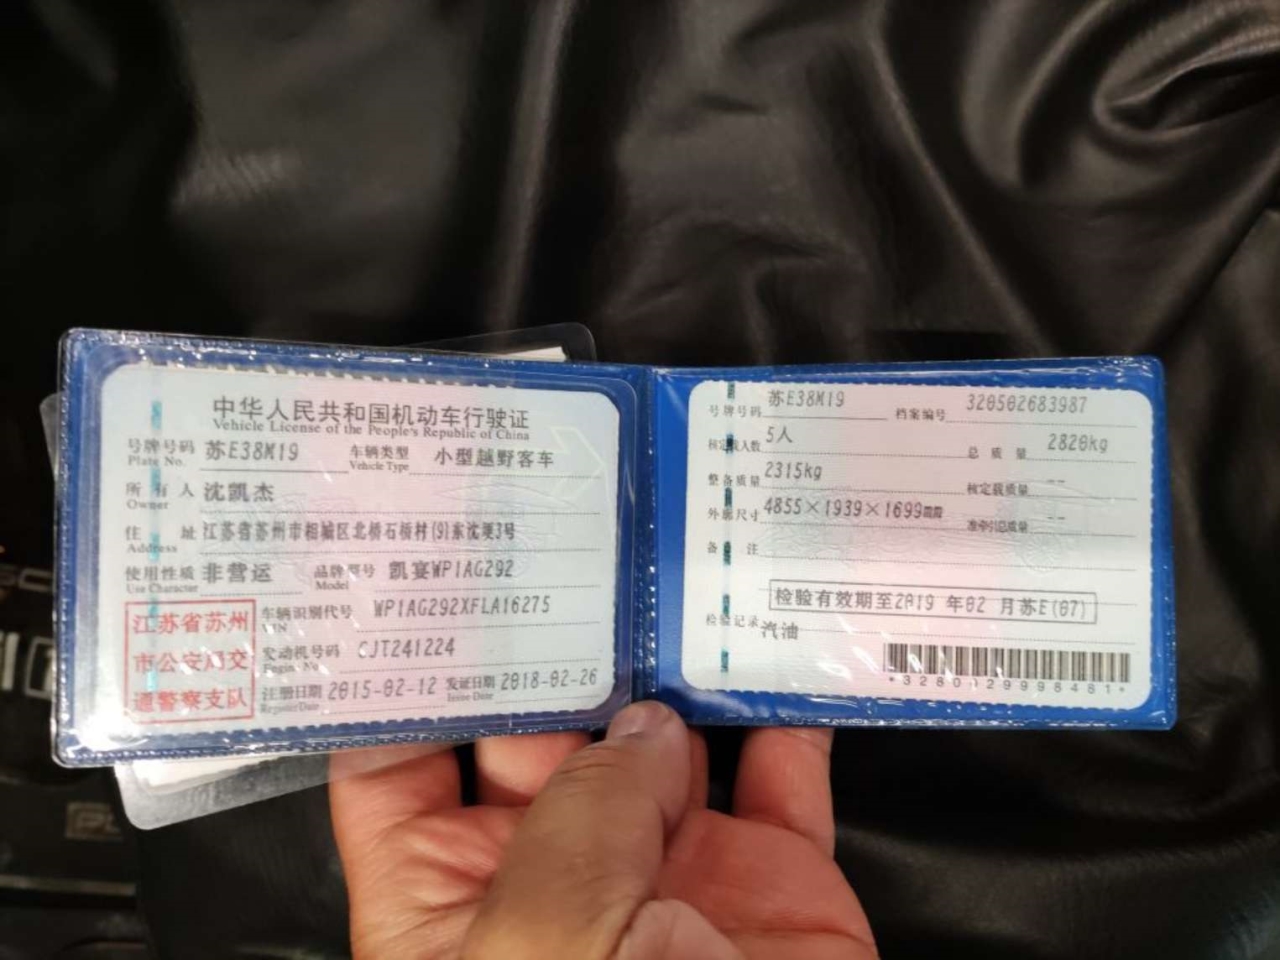 中华人民共和国机动车行驶证
Vehicle License of the People's Republic of China
号牌号码 苏E38M19 车辆类型 小型越野客车
Plate No. Vehicle Type
所有人 沈凯杰
Owner
住址 江苏省苏州市相城区北桥石桥村(9)东沈更3号
Address
使用性质 非营运 品牌型号 凯宴WP1AG292
Use Character Model
江苏省苏州
市公安局交
通警察支队
车辆识别代号 WP1AG292XFLA16275
VIN
发动机号码 CJT241224
Engine No.
注册日期 2015-02-12 发证日期 2018-02-26
Register Date Issue Date
号牌号码 苏E38M19 档案编号 320502683987
核定载人数 5人 总质量 2820kg
整备质量 2315kg 核定载质量 --
外廓尺寸 4855×1939×1699mm 准牵引总质量 --
备注
检验有效期至2019年02月苏E(07)
检验记录 汽油
*3280129998481*